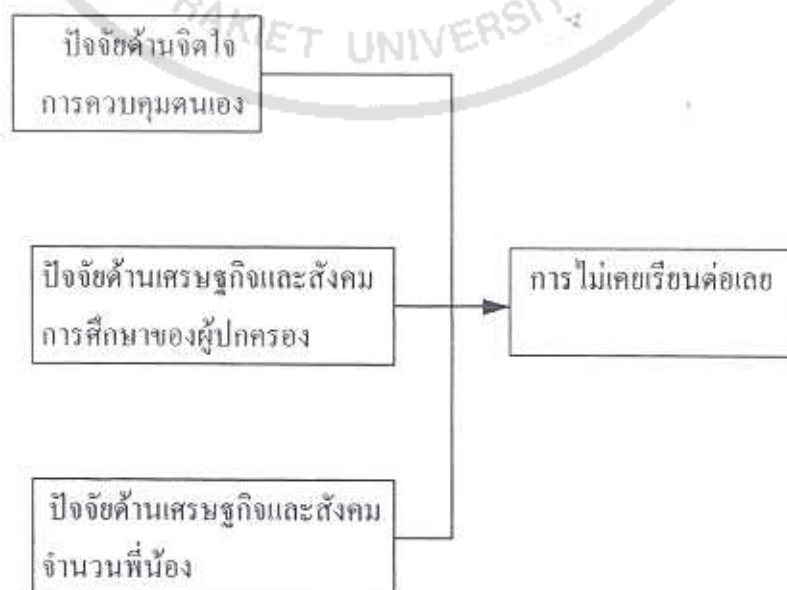 RAKIET UNIVERSIT
ปัจจัยด้านจิตใจ
การควบคุมตนเอง
ปัจจัยด้านเศรษฐกิจและสังคม
การศึกษาของผู้ปกครอง
การไม่เคยเรียนต่อเลย
ปัจจัยด้านเศรษฐกิจและสังคม
จำนวนพี่น้อง